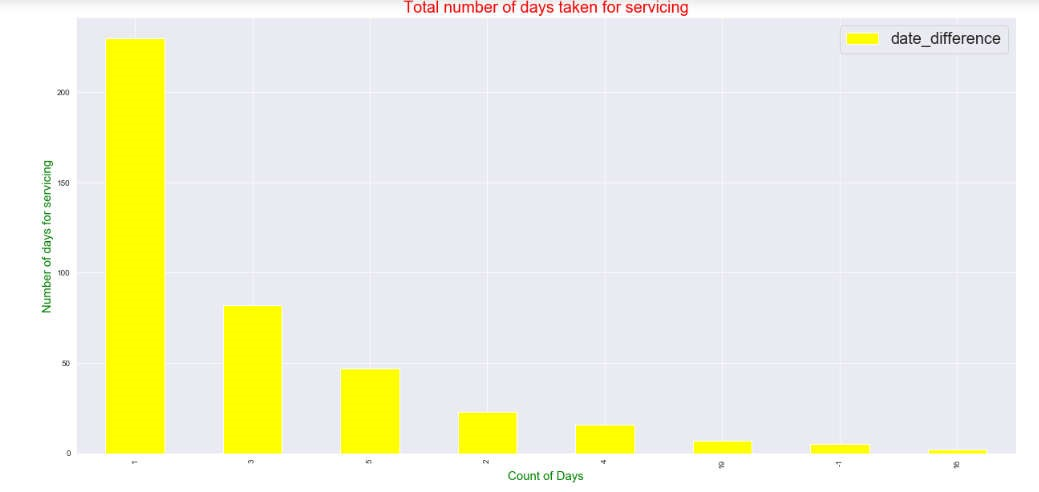 Total number of days taken for servicing
date_difference
Number of days for servicing
200
150
100
50
0
1 3 5 2 4 19 -1 16
Count of Days